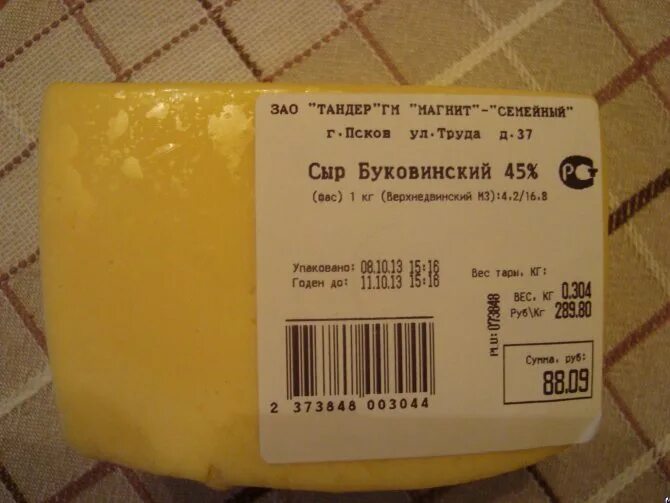 ЗАО "ТАНДЕР"ГМ "МАГНИТ"-"СЕМЕЙНЫЙ"
г.Псков ул.Труда д.37
Сыр Буковинский 45%
РСТ
(фас) 1 кг (Верхнедвинский МЗ):4.2/16.8
Упаковано: 08.10.13 15:16
Годен до: 11.10.13 15:16
Вес тары, КГ:
ВЕС. КГ 0.304
Руб\Кг 289.80
PLU: 073848
Сумма, руб:
88.09
2 373848 003044